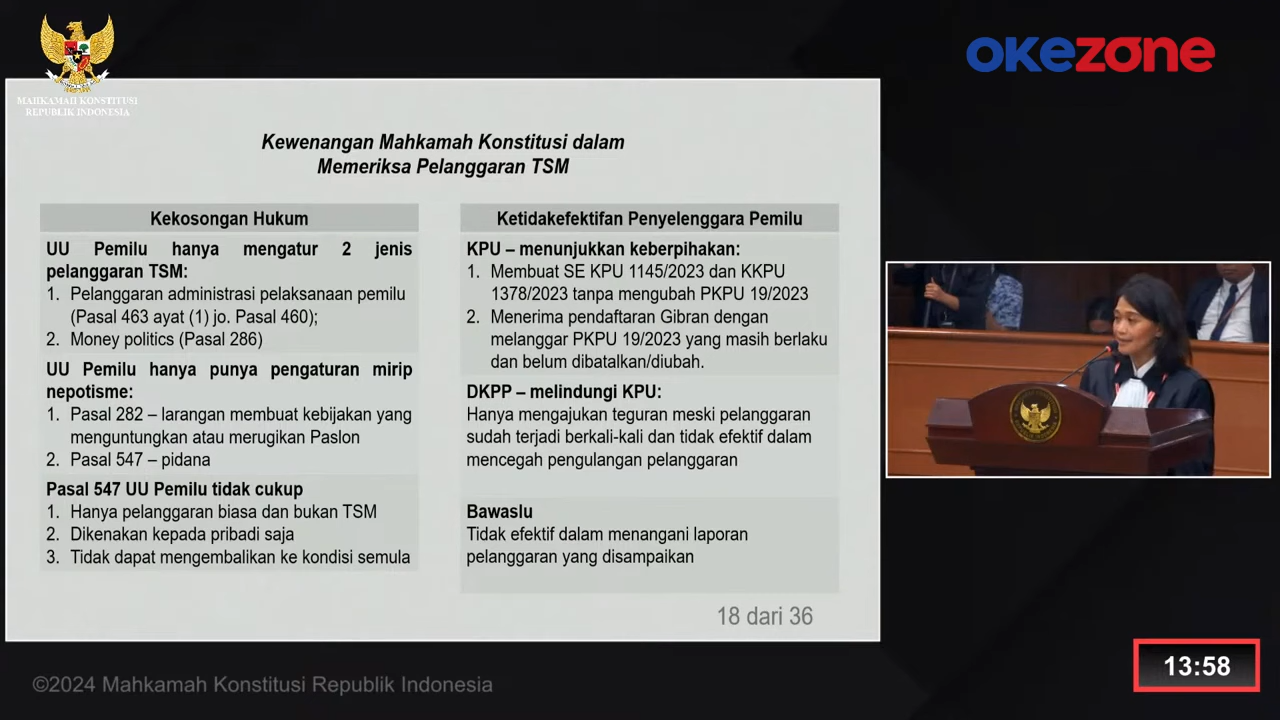 MAHKAMAH KONSTITUSI
REPUBLIK INDONESIA
okezone
Kewenangan Mahkamah Konstitusi dalam
Memeriksa Pelanggaran TSM
Kekosongan Hukum
UU Pemilu hanya mengatur 2 jenis
pelanggaran TSM:
1. Pelanggaran administrasi pelaksanaan pemilu
(Pasal 463 ayat (1) jo. Pasal 460);
2. Money politics (Pasal 286)
UU Pemilu hanya punya pengaturan mirip
nepotisme:
1. Pasal 282 – larangan membuat kebijakan yang
menguntungkan atau merugikan Paslon
2. Pasal 547 – pidana
Pasal 547 UU Pemilu tidak cukup
1. Hanya pelanggaran biasa dan bukan TSM
2. Dikenakan kepada pribadi saja
3. Tidak dapat mengembalikan ke kondisi semula
Ketidakefektifan Penyelenggara Pemilu
KPU – menunjukkan keberpihakan:
1. Membuat SE KPU 1145/2023 dan KKPU
1378/2023 tanpa mengubah PKPU 19/2023
2. Menerima pendaftaran Gibran dengan
melanggar PKPU 19/2023 yang masih berlaku
dan belum dibatalkan/diubah.
DKPP – melindungi KPU:
Hanya mengajukan teguran meski pelanggaran
sudah terjadi berkali-kali dan tidak efektif dalam
mencegah pengulangan pelanggaran
Bawaslu
Tidak efektif dalam menangani laporan
pelanggaran yang disampaikan
18 dari 36
13:58
©2024 Mahkamah Konstitusi Republik Indonesia